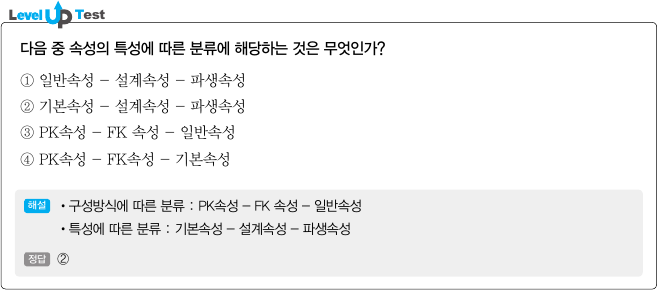 Level Up Test
다음 중 속성의 특성에 따른 분류에 해당하는 것은 무엇인가?
① 일반속성 – 설계속성 – 파생속성
② 기본속성 – 설계속성 – 파생속성
③ PK속성 – FK 속성 – 일반속성
④ PK속성 – FK속성 – 기본속성
해설 • 구성방식에 따른 분류 : PK속성 – FK 속성 – 일반속성
• 특성에 따른 분류 : 기본속성 – 설계속성 – 파생속성
정답 ②